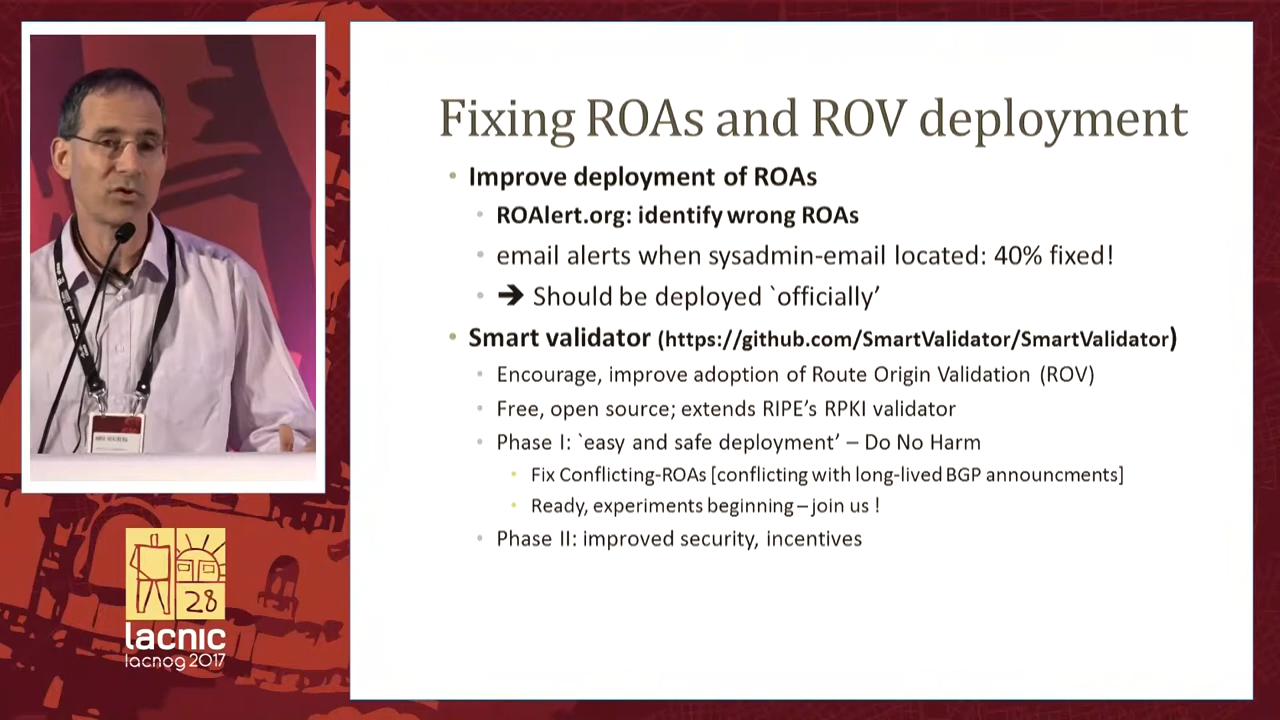 Fixing ROAs and ROV deployment
• Improve deployment of ROAs
• ROAlert.org: identify wrong ROAs
• email alerts when sysadmin-email located: 40% fixed!
• ➔ Should be deployed `officially’
• Smart validator (https://github.com/SmartValidator/SmartValidator)
• Encourage, improve adoption of Route Origin Validation (ROV)
• Free, open source; extends RIPE’s RPKI validator
• Phase I: `easy and safe deployment’ – Do No Harm
• Fix Conflicting-ROAs [conflicting with long-lived BGP announcments]
• Ready, experiments beginning – join us !
• Phase II: improved security, incentives
28
lacnic
lacnog 2017